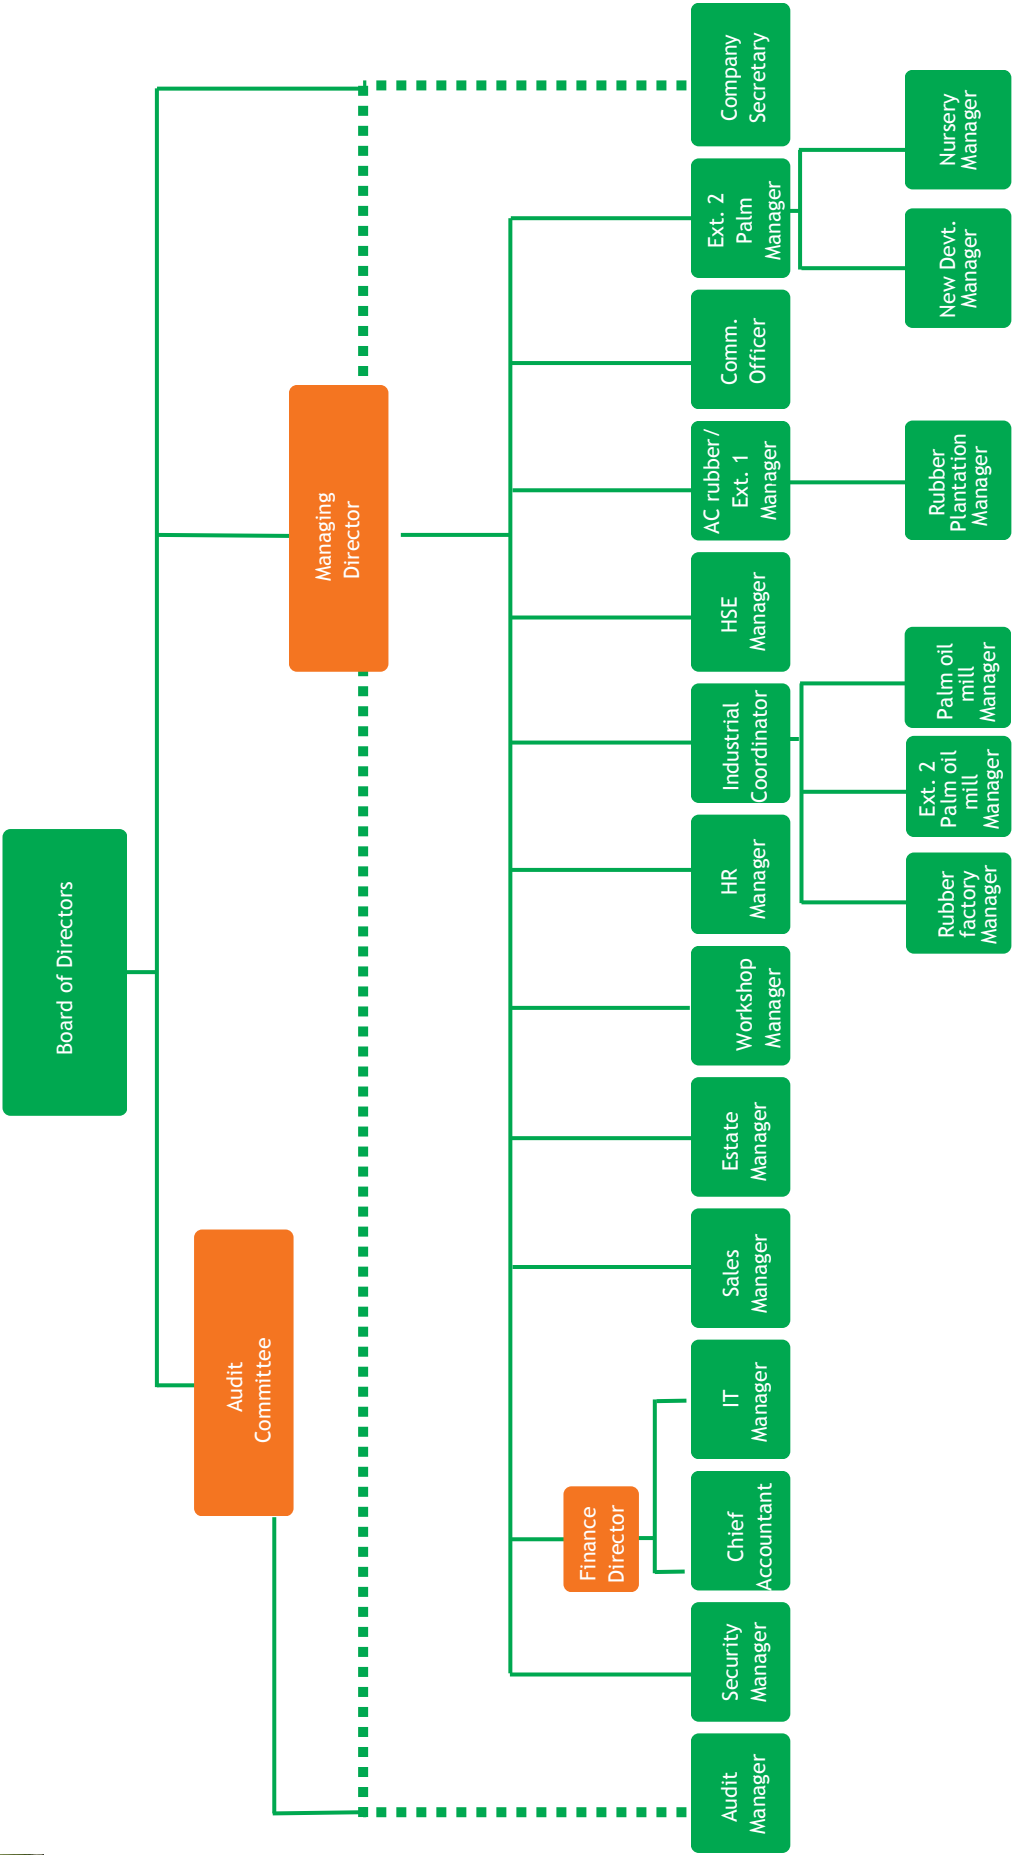 Board of Directors
Audit
Committee
Managing
Director
Finance
Director
Audit
Manager
Security
Manager
Chief
Accountant
IT
Manager
Sales
Manager
Estate
Manager
Workshop
Manager
HR
Manager
Industrial
Coordinator
HSE
Manager
AC rubber/
Ext. 1
Manager
Comm.
Officer
Ext. 2
Palm
Manager
Company
Secretary
Rubber
factory
Manager
Ext. 2
Palm oil
mill
Manager
Palm oil
mill
Manager
Rubber
Plantation
Manager
New Devt.
Manager
Nursery
Manager